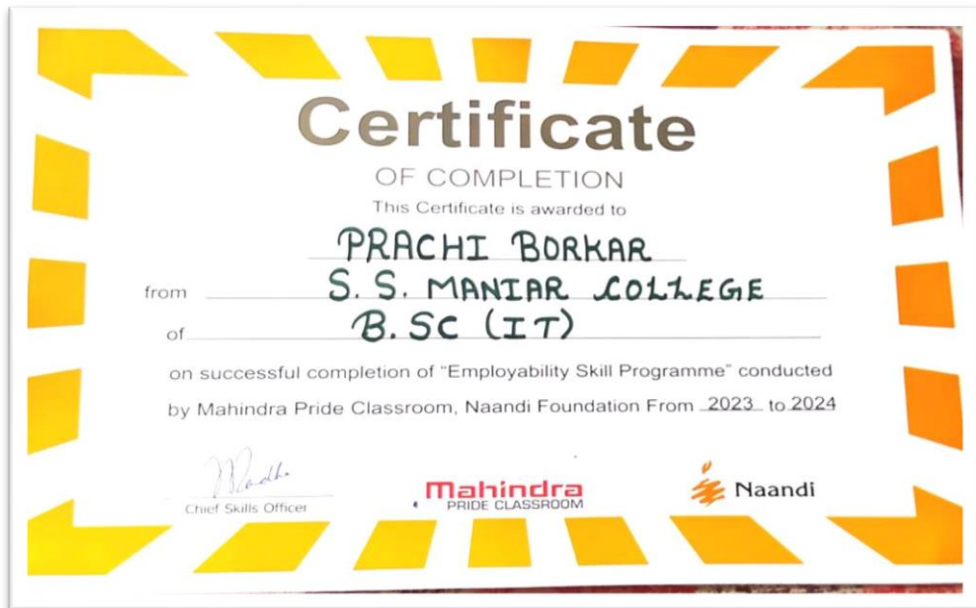 Certificate
OF COMPLETION
This Certificate is awarded to
PRACHI BORKAR
from S. S. MANIAR COLLEGE
of B.SC (IT)
on successful completion of "Employability Skill Programme" conducted
by Mahindra Pride Classroom, Naandi Foundation From 2023 to 2024
Chief Skills Officer
Mahindra
PRIDE CLASSROOM
Naandi